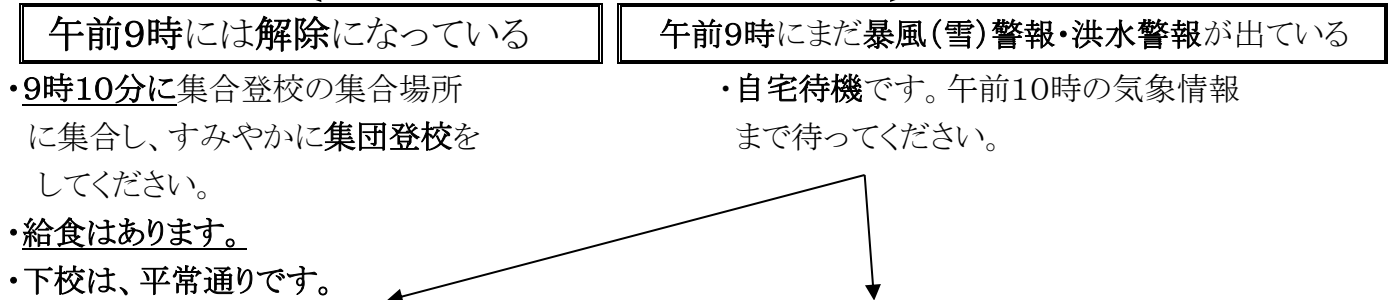 午前9時には解除になっている
・9時10分に集合登校の集合場所
に集合し、すみやかに集団登校を
してください。
・給食はあります。
・下校は、平常通りです。
午前9時にまだ暴風(雪)警報・洪水警報が出ている
・自宅待機です。午前10時の気象情報
まで待ってください。